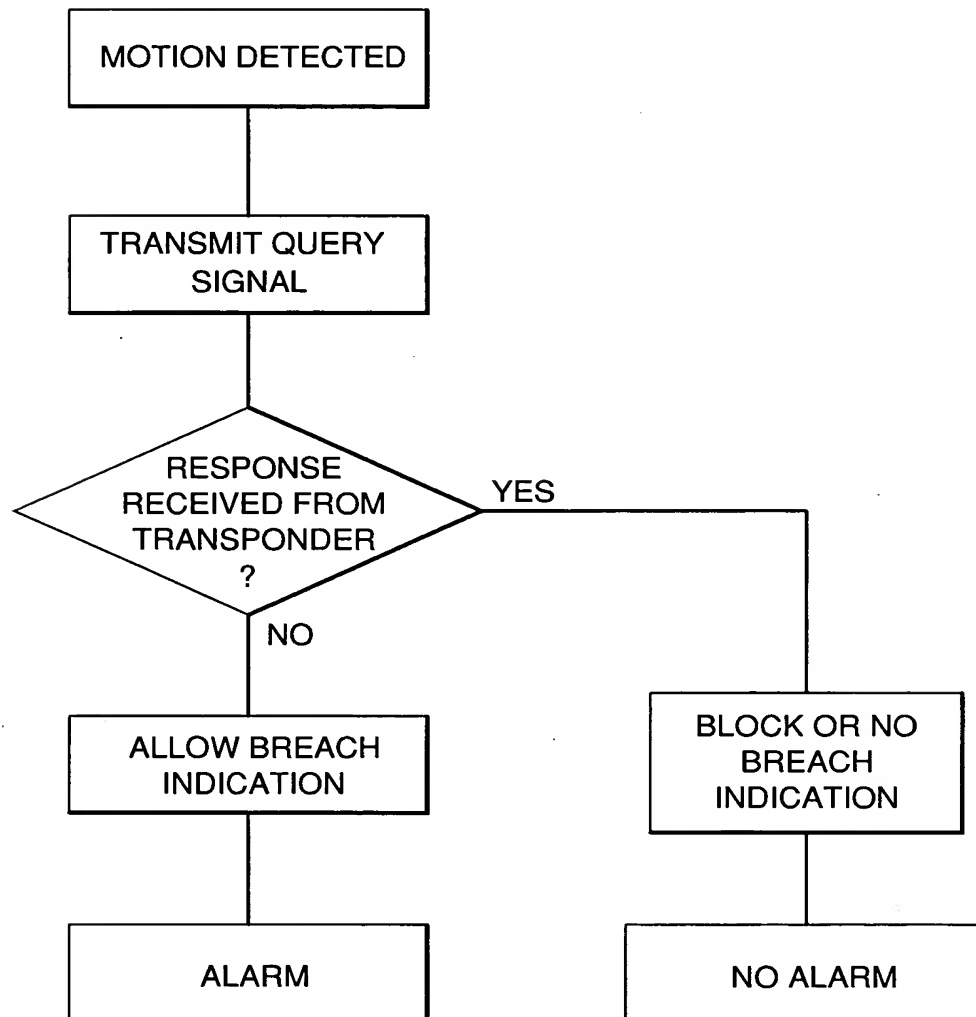 MOTION DETECTED
TRANSMIT QUERY
SIGNAL
RESPONSE
RECEIVED FROM
TRANSPONDER
?
YES
NO
ALLOW BREACH
INDICATION
BLOCK OR NO
BREACH
INDICATION
ALARM
NO ALARM